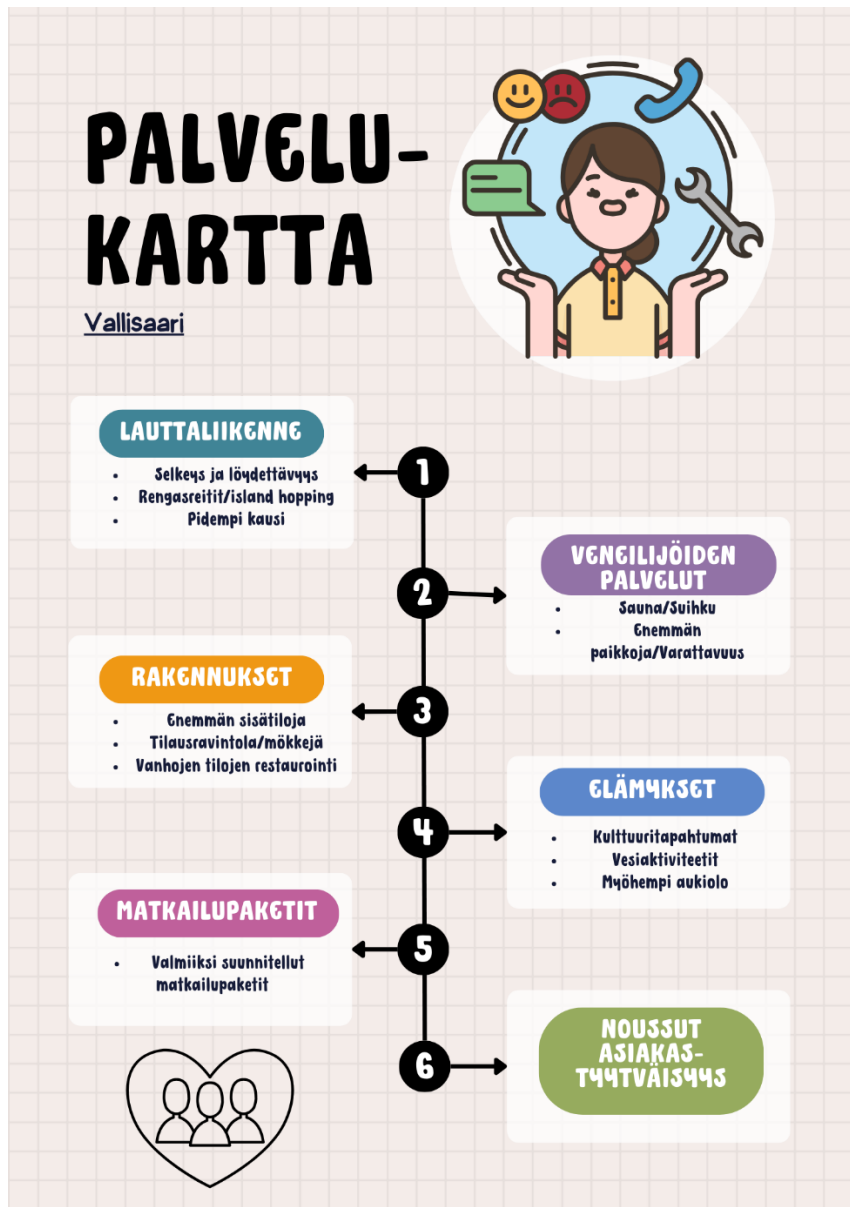 PALVELU-
KARTTA
Vallisaari
LAUTTALIIKENNE
• Selkeys ja löydettävyys
• Rengasreitit/island hopping
• Pidempi kausi
1
2
VENEILIJÖIDEN
PALVELUT
• Sauna/Suihku
• Enemmän
paikkoja/Varattavuus
RAKENNUKSET
• Enemmän sisätiloja
• Tilausravintola/mökkejä
• Vanhojen tilojen restaurointi
3
4
ELÄMYKSET
• Kulttuuritapahtumat
• Vesiaktiviteetit
• Myöhempi aukiolo
MATKAILUPAKETIT
• Valmiiksi suunnitellut
matkailupaketit
5
6
NOUSSUT
ASIAKAS-
TYYTVÄISYYS